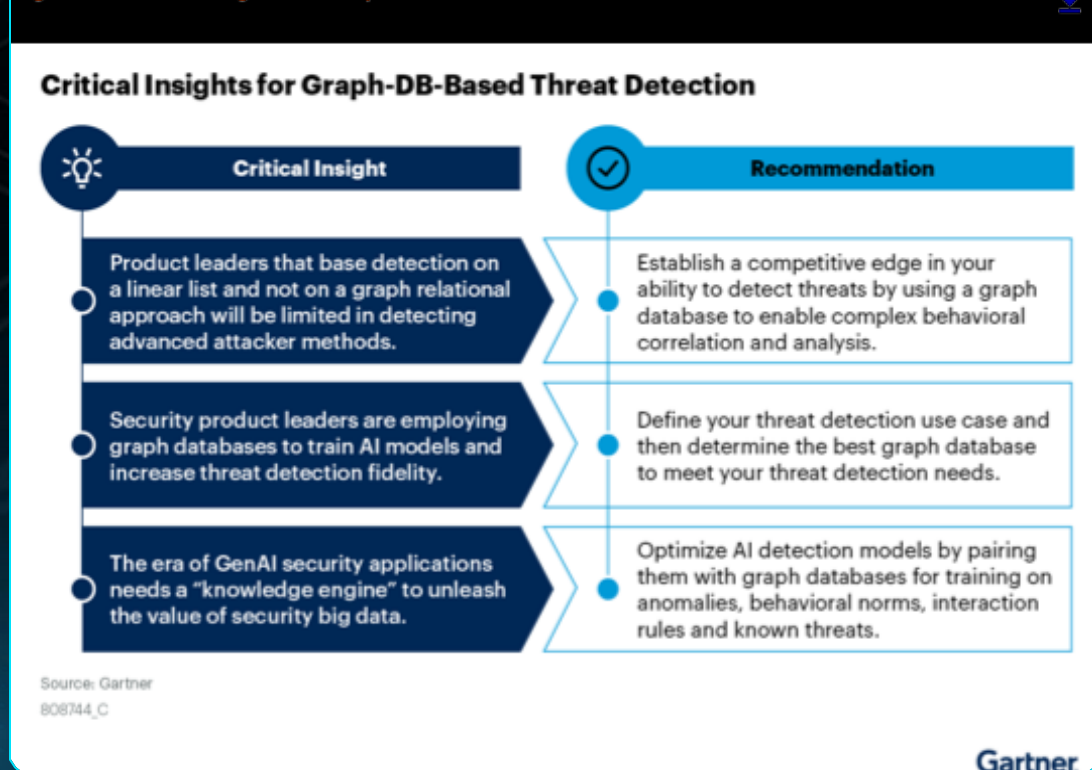 Critical Insights for Graph-DB-Based Threat Detection
Critical Insight
Recommendation
Product leaders that base detection on
a linear list and not on a graph relational
approach will be limited in detecting
advanced attacker methods.
Establish a competitive edge in your
ability to detect threats by using a graph
database to enable complex behavioral
correlation and analysis.
Security product leaders are employing
graph databases to train AI models and
increase threat detection fidelity.
Define your threat detection use case and
then determine the best graph database
to meet your threat detection needs.
The era of GenAI security applications
needs a “knowledge engine” to unleash
the value of security big data.
Optimize AI detection models by pairing
them with graph databases for training on
anomalies, behavioral norms, interaction
rules and known threats.
Source: Gartner
808744_C
Gartner